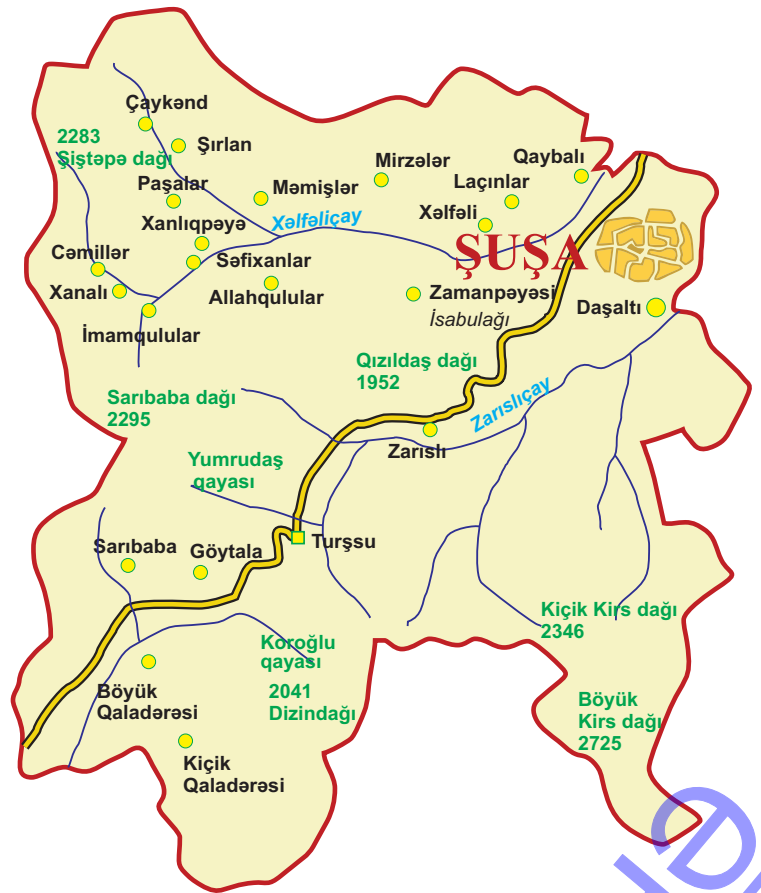 Çaykənd
2283
Şiştəpə dağı
Şırlan
Paşalar
Məmişlər
Mirzələr
Qaybalı
Laçınlar
Xanlıqpəyə
Xəlfəliçay
Xəlfəli
ŞUŞA
Cəmillər
Səfixanlar
Xanalı
Allahqulular
Zamanpəyəsi
İsabulağı
Daşaltı
İmamqulular
Qızıldaş dağı
1952
Sarıbaba dağı
2295
Zarıslıçay
Zarıslı
Yumrudaş
qayası
Turşsu
Sarıbaba
Göytala
Kiçik Kirs dağı
2346
Koroğlu
qayası
2041
Dizindağı
Böyük
Qaladərəsi
Böyük
Kirs dağı
2725
Kiçik
Qaladərəsi